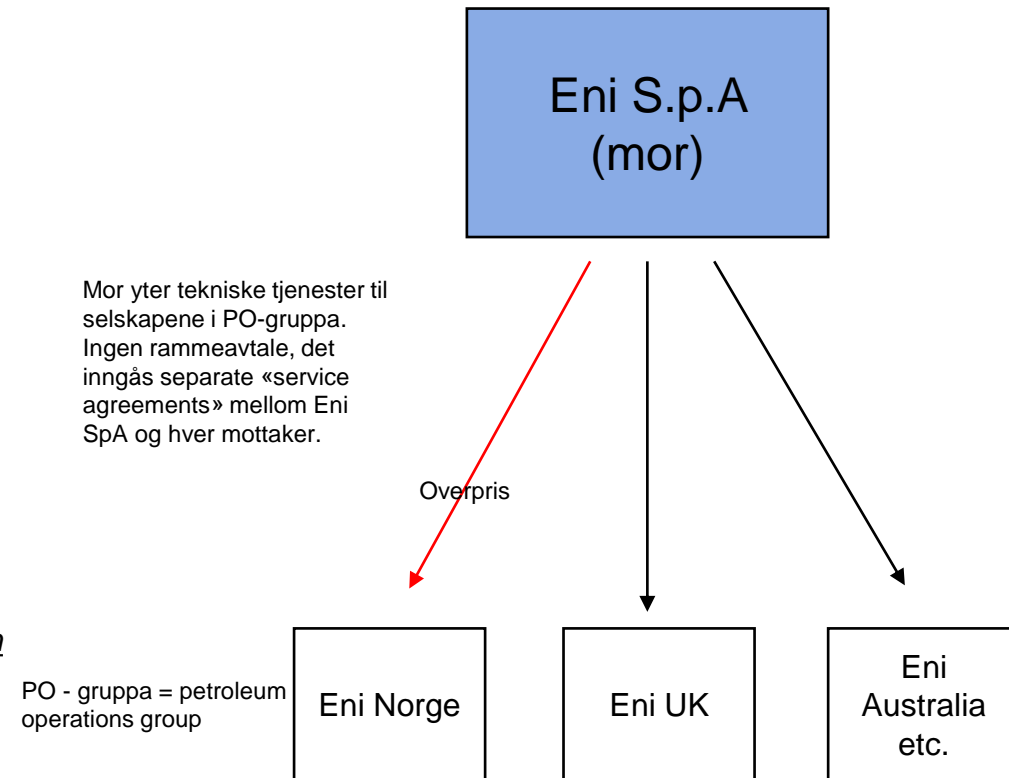 Eni S.p.A
(mor)
Mor yter tekniske tjenester til
selskapene i PO-gruppa.
Ingen rammeavtale, det
inngås separate «service
agreements» mellom Eni
SpA og hver mottaker.
Overpris
PO - gruppa = petroleum
operations group
Eni Norge
Eni UK
Eni
Australia
etc.